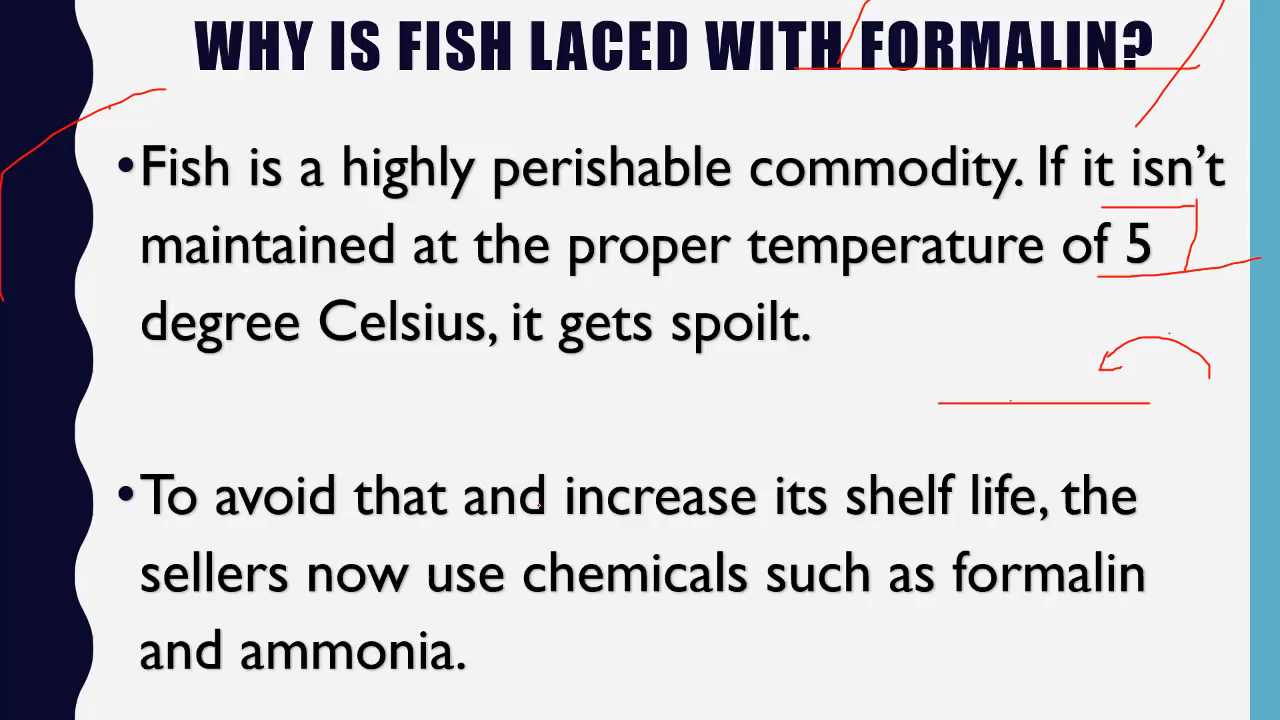 WHY IS FISH LACED WITH FORMALIN?
•Fish is a highly perishable commodity. If it isn’t
maintained at the proper temperature of 5
degree Celsius, it gets spoilt.
•To avoid that and increase its shelf life, the
sellers now use chemicals such as formalin
and ammonia.